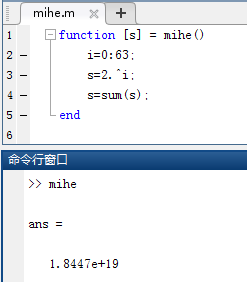 mihe.m × +
1 function [s] = mihe()
2 – i=0:63;
3 – s=2.^i;
4 – s=sum(s);
5 – end
命令行窗口
>> mihe
ans =
1.8447e+19